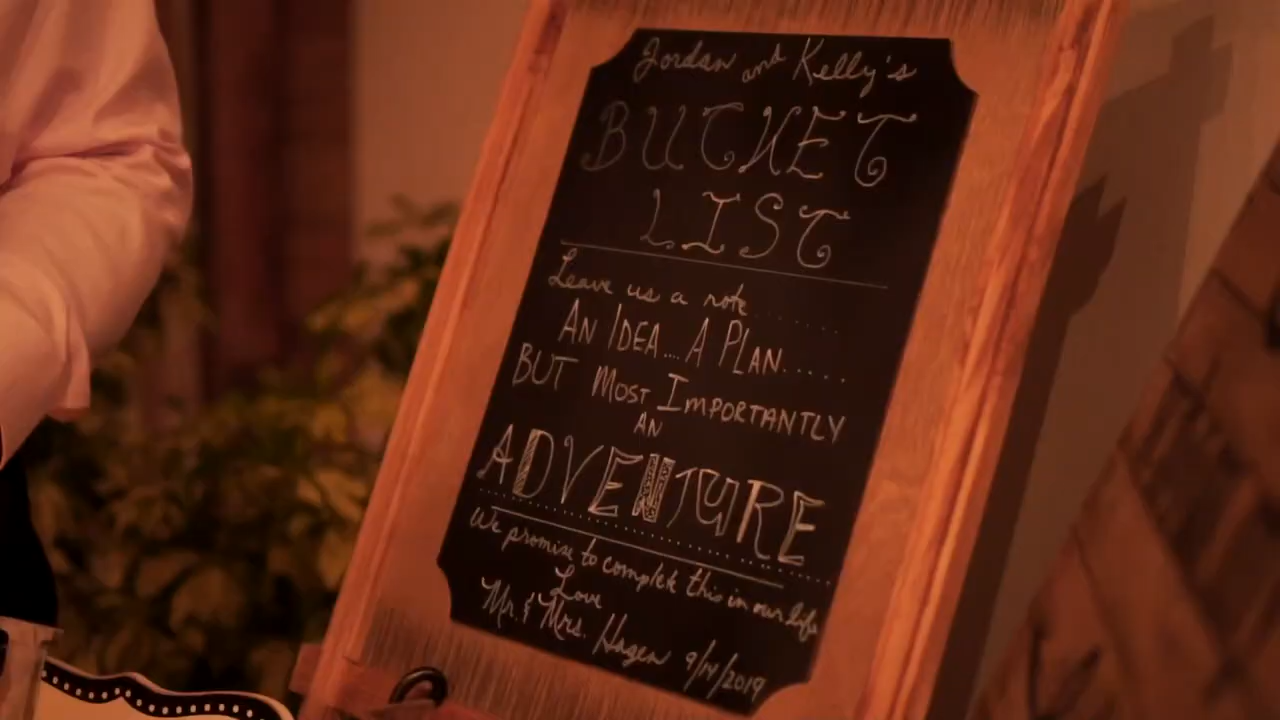 Jordan and Kelly's
BUCKET
LIST
Leave us a note........
AN IDEA...A PLAN.....
BUT MOST IMPORTANTLY
AN
ADVENTURE
We promise to complete this in our life
Love
Mr. & Mrs. Hagen 9/14/2019